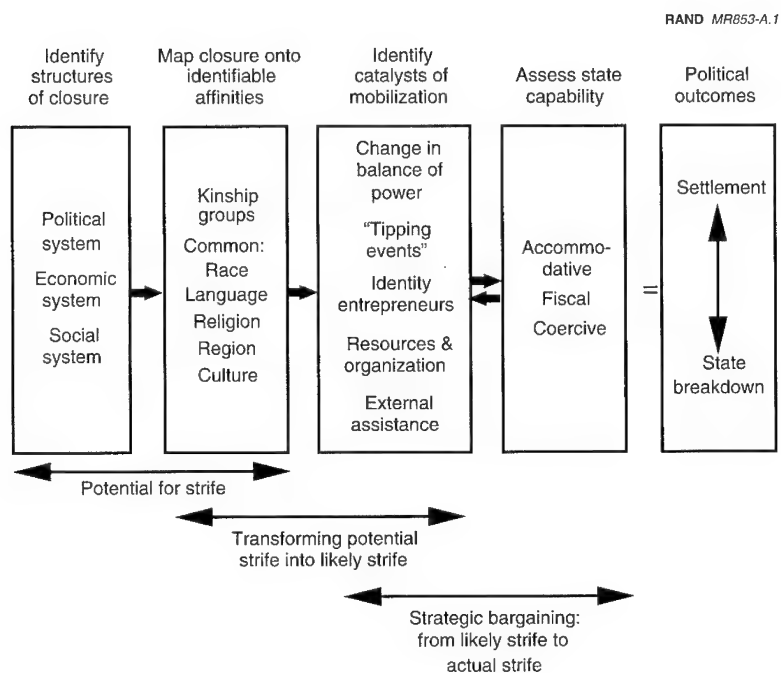 RAND MR853-A.1
Identify
structures
of closure
Map closure onto
identifiable
affinities
Identify
catalysts of
mobilization
Assess state
capability
Political
outcomes
Political
system
Economic
system
Social
system
Kinship
groups
Common:
Race
Language
Religion
Region
Culture
Change in
balance of
power
"Tipping
events"
Identity
entrepreneurs
Resources &
organization
External
assistance
Accommo-
dative
Fiscal
Coercive
=
Settlement
State
breakdown
Potential for strife
Transforming potential
strife into likely strife
Strategic bargaining:
from likely strife to
actual strife